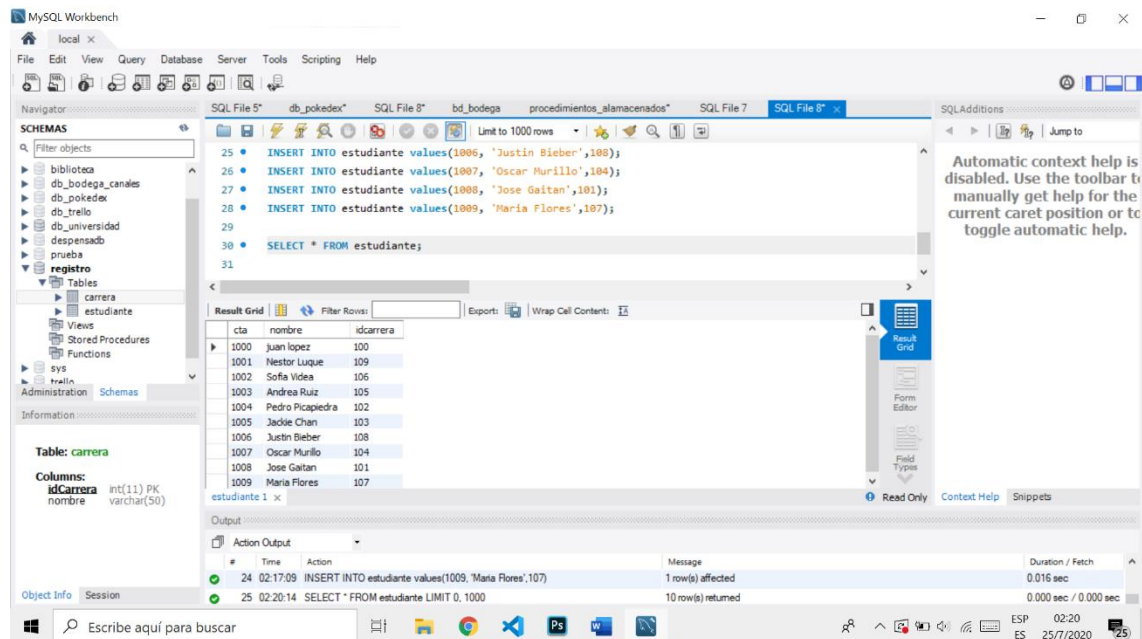 MySQL Workbench
local
File Edit View Query Database Server Tools Scripting Help
Navigator
SCHEMAS
Filter objects
biblioteca
db_bodega_canales
db_pokedex
db_trello
db_universidad
despensadb
prueba
registro
Tables
carrera
estudiante
Views
Stored Procedures
Functions
sys
trello
Administration Schemas
Information
Table: carrera
Columns:
idCarrera int(11) PK
nombre varchar(50)
Object Info Session
SQL File 5* db_pokedex* SQL File 8* bd_bodega procedimientos_alamacenados* SQL File 7 SQL File 8*
Limit to 1000 rows
25 INSERT INTO estudiante values(1006, 'Justin Bieber',108);
26 INSERT INTO estudiante values(1007, 'Oscar Murillo',104);
27 INSERT INTO estudiante values(1008, 'Jose Gaitan',101);
28 INSERT INTO estudiante values(1009, 'Maria Flores',107);
29
30 SELECT * FROM estudiante;
31
Result Grid Filter Rows: Export: Wrap Cell Content:
cta nombre idcarrera
1000 juan lopez 100
1001 Nestor Luque 109
1002 Sofia Videa 106
1003 Andrea Ruiz 105
1004 Pedro Picapiedra 102
1005 Jackie Chan 103
1006 Justin Bieber 108
1007 Oscar Murillo 104
1008 Jose Gaitan 101
1009 Maria Flores 107
Result Grid
Form Editor
Field Types
estudiante 1 Read Only
SQLAdditions
Jump to
Automatic context help is
disabled. Use the toolbar to
manually get help for the
current caret position or to
toggle automatic help.
Context Help Snippets
Output
Action Output
# Time Action Message Duration / Fetch
24 02:17:09 INSERT INTO estudiante values(1009, 'Maria Flores',107) 1 row(s) affected 0.016 sec
25 02:20:14 SELECT * FROM estudiante LIMIT 0, 1000 10 row(s) returned 0.000 sec / 0.000 sec
Escribe aquí para buscar
ESP
ES
02:20
25/7/2020
25